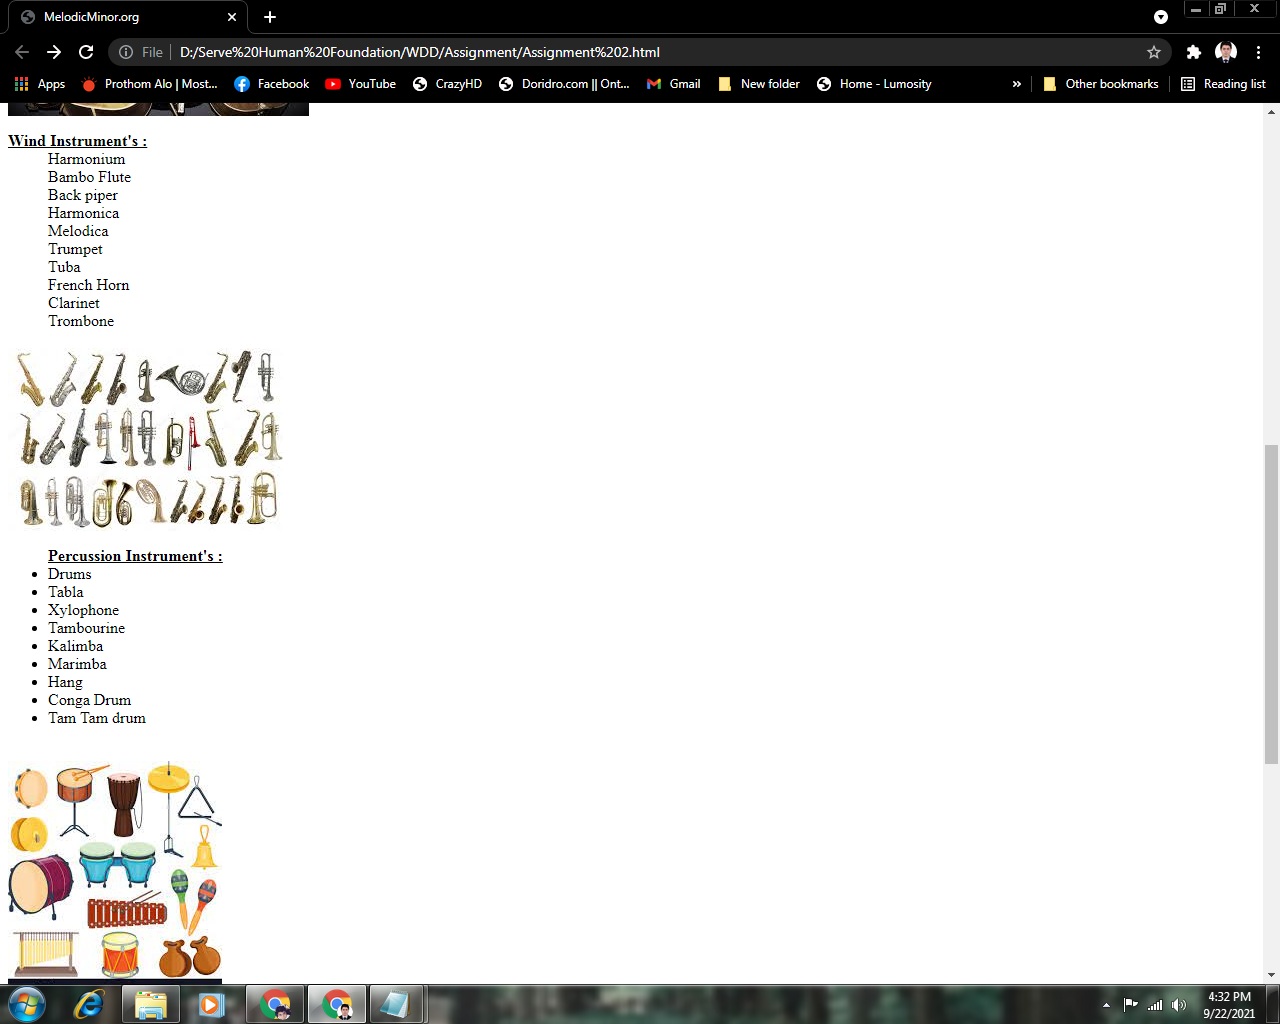 MelodicMinor.org
File
D:/Serve%20Human%20Foundation/WDD/Assignment/Assignment%202.html
Apps
Prothom Alo | Most...
Facebook
YouTube
CrazyHD
Doridro.com || Ont...
Gmail
New folder
Home - Lumosity
»
Other bookmarks
Reading list
Wind Instrument's :
Harmonium
Bambo Flute
Back piper
Harmonica
Melodica
Trumpet
Tuba
French Horn
Clarinet
Trombone
Percussion Instrument's :
Drums
Tabla
Xylophone
Tambourine
Kalimba
Marimba
Hang
Conga Drum
Tam Tam drum
4:32 PM
9/22/2021